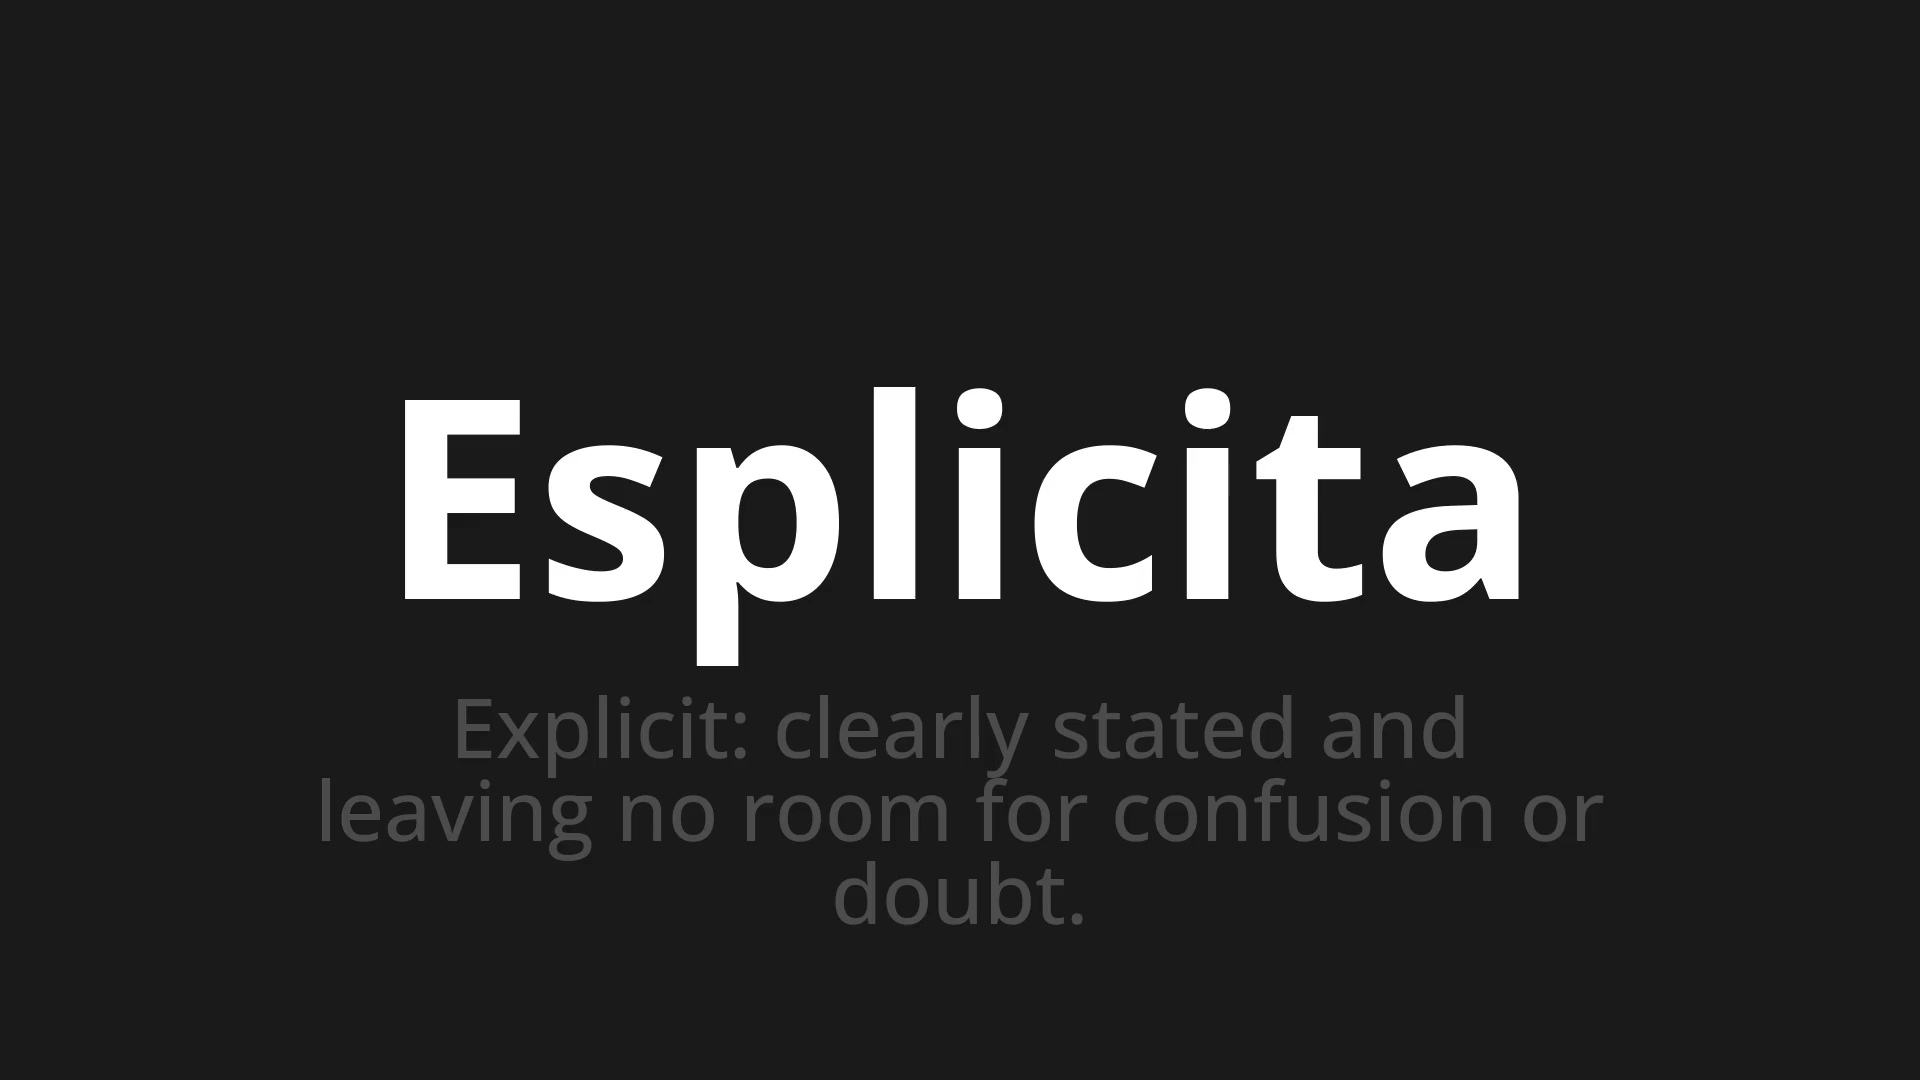 Esplicita
Explicit: clearly stated and
leaving no room for confusion or
doubt.